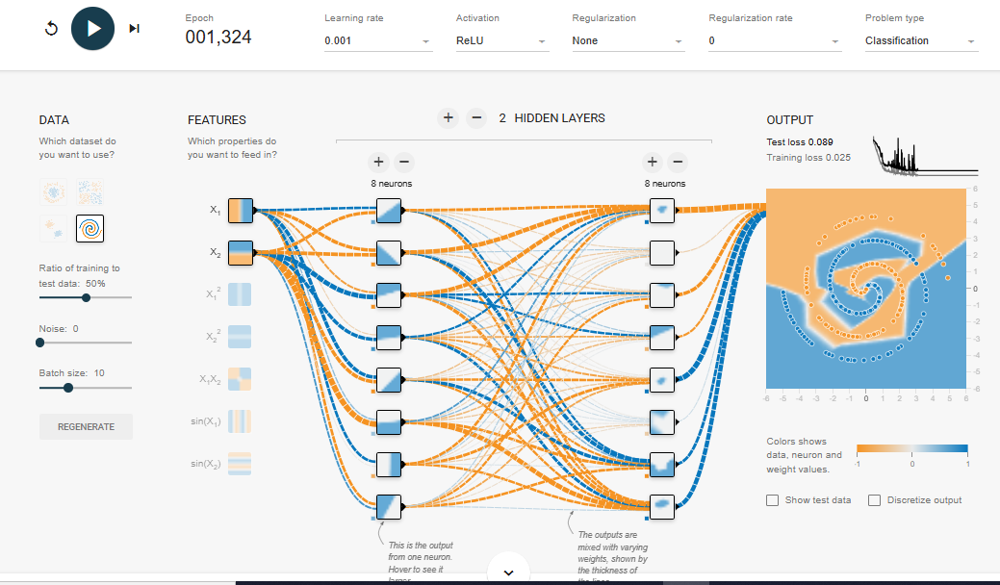 Epoch
001,324
Learning rate
0.001
Activation
ReLU
Regularization
None
Regularization rate
0
Problem type
Classification
DATA
Which dataset do
you want to use?
Ratio of training to
test data: 50%
Noise: 0
Batch size: 10
REGENERATE
FEATURES
Which properties do
you want to feed in?
X1
X2
X1²
X2²
X1X2
sin(X1)
sin(X2)
+ − 2 HIDDEN LAYERS
+ −
8 neurons
+ −
8 neurons
This is the output
from one neuron.
Hover to see it
larger.
The outputs are
mixed with varying
weights, shown by
the thickness of
the lines.
OUTPUT
Test loss 0.089
Training loss 0.025
6
5
4
3
2
1
0
-1
-2
-3
-4
-5
-6
-6 -5 -4 -3 -2 -1 0 1 2 3 4 5 6
Colors shows
data, neuron and
weight values.
-1 0 1
Show test data
Discretize output